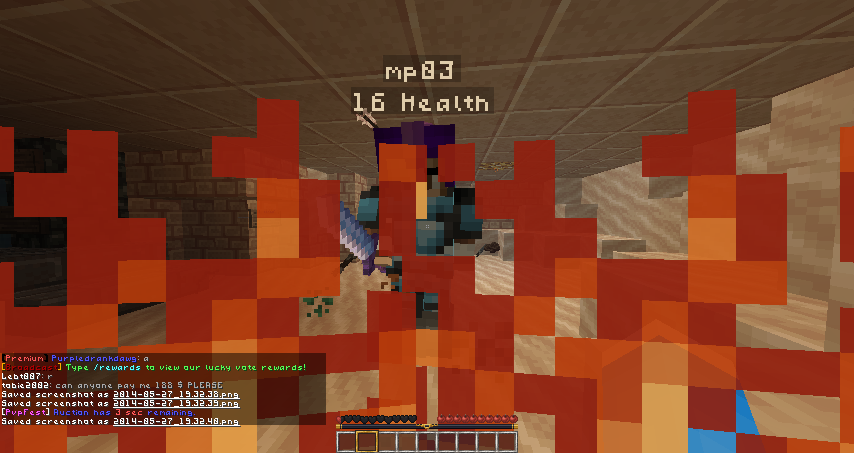 mp03
16 Health
[Premium] Purpledrankdawg: a
[Broadcast] Type /rewards to view our lucky vote rewards!
Lebt007: r
tobie2002: can anyone pay me 100 $ PLEASE
Saved screenshot as 2014-05-27_19.32.38.png
Saved screenshot as 2014-05-27_19.32.39.png
[PvpFest] Auction has 3 sec remaining.
Saved screenshot as 2014-05-27_19.32.40.png